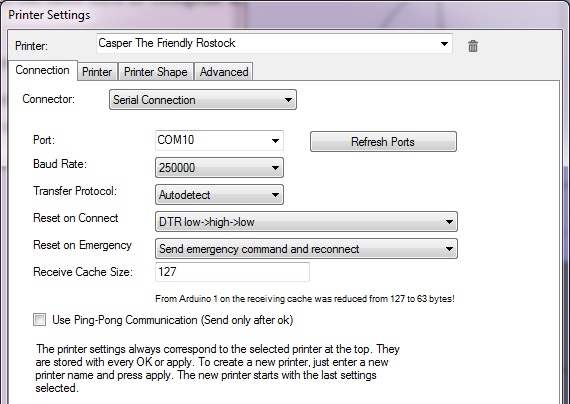 Printer Settings
Printer: Casper The Friendly Rostock
Connection Printer Printer Shape Advanced
Connector: Serial Connection
Port: COM10 Refresh Ports
Baud Rate: 250000
Transfer Protocol: Autodetect
Reset on Connect DTR low->high->low
Reset on Emergency Send emergency command and reconnect
Receive Cache Size: 127
From Arduino 1 on the receiving cache was reduced from 127 to 63 bytes!
Use Ping-Pong Communication (Send only after ok)
The printer settings always correspond to the selected printer at the top. They
are stored with every OK or apply. To create a new printer, just enter a new
printer name and press apply. The new printer starts with the last settings
selected.